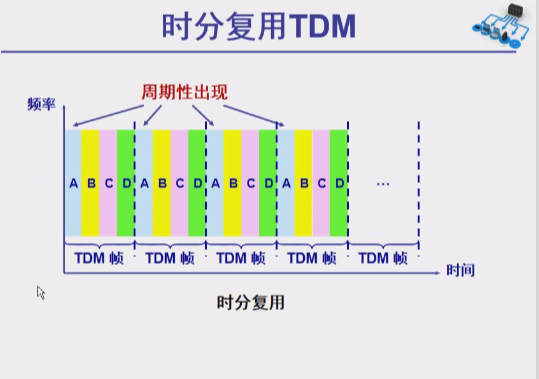 时分复用TDM
周期性出现
频率
A B C D A B C D A B C D A B C D ...
TDM 帧 TDM 帧 TDM 帧 TDM 帧 TDM 帧
时间
时分复用